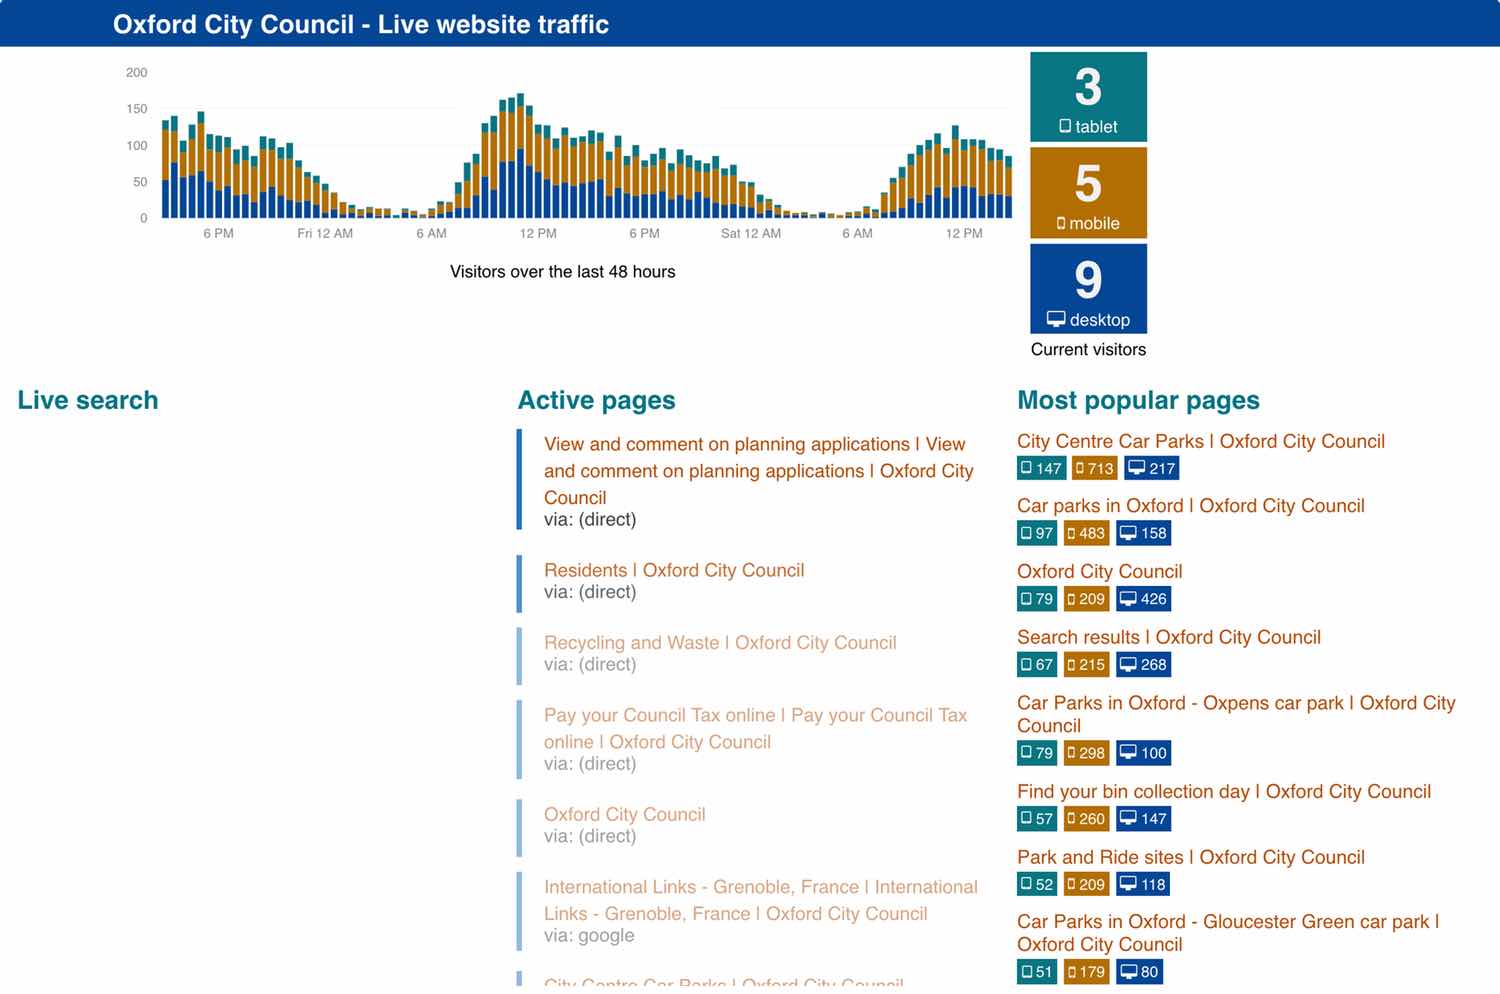 Oxford City Council - Live website traffic
200
150
100
50
0
6 PM
Fri 12 AM
6 AM
12 PM
6 PM
Sat 12 AM
6 AM
12 PM
Visitors over the last 48 hours
3
tablet
5
mobile
9
desktop
Current visitors
Live search
Active pages
View and comment on planning applications | View
and comment on planning applications | Oxford City
Council
via: (direct)
Residents | Oxford City Council
via: (direct)
Recycling and Waste | Oxford City Council
via: (direct)
Pay your Council Tax online | Pay your Council Tax
online | Oxford City Council
via: (direct)
Oxford City Council
via: (direct)
International Links - Grenoble, France | International
Links - Grenoble, France | Oxford City Council
via: google
City Centre Car Parks | Oxford City Council
Most popular pages
City Centre Car Parks | Oxford City Council
147 713 217
Car parks in Oxford | Oxford City Council
97 483 158
Oxford City Council
79 209 426
Search results | Oxford City Council
67 215 268
Car Parks in Oxford - Oxpens car park | Oxford City
Council
79 298 100
Find your bin collection day | Oxford City Council
57 260 147
Park and Ride sites | Oxford City Council
52 209 118
Car Parks in Oxford - Gloucester Green car park |
Oxford City Council
51 179 80